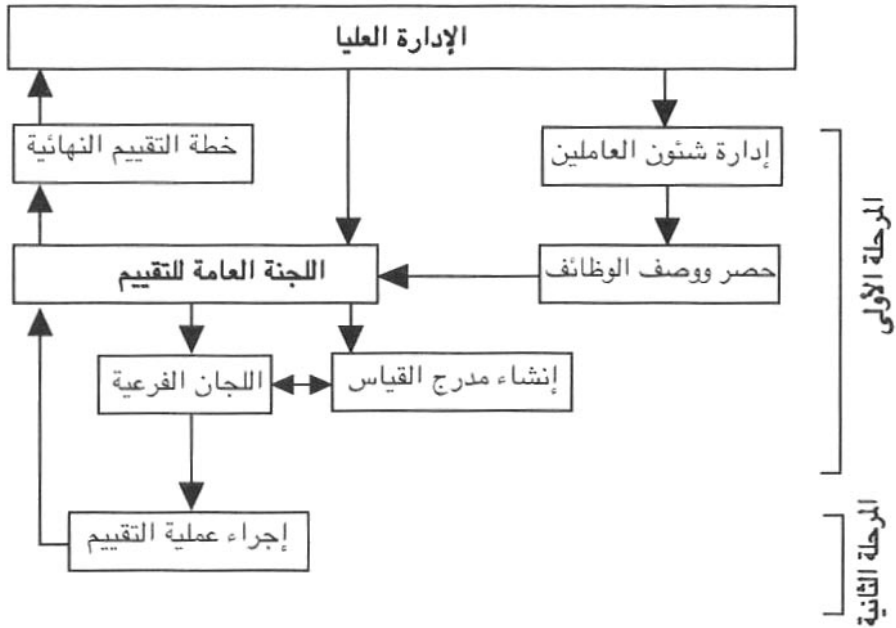 الإدارة العليا
إدارة شئون العاملين
خطة التقييم النهائية
المرحلة الأولى
حصر ووصف الوظائف
اللجنة العامة للتقييم
إنشاء مدرج القياس
اللجان الفرعية
إجراء عملية التقييم
المرحلة الثانية